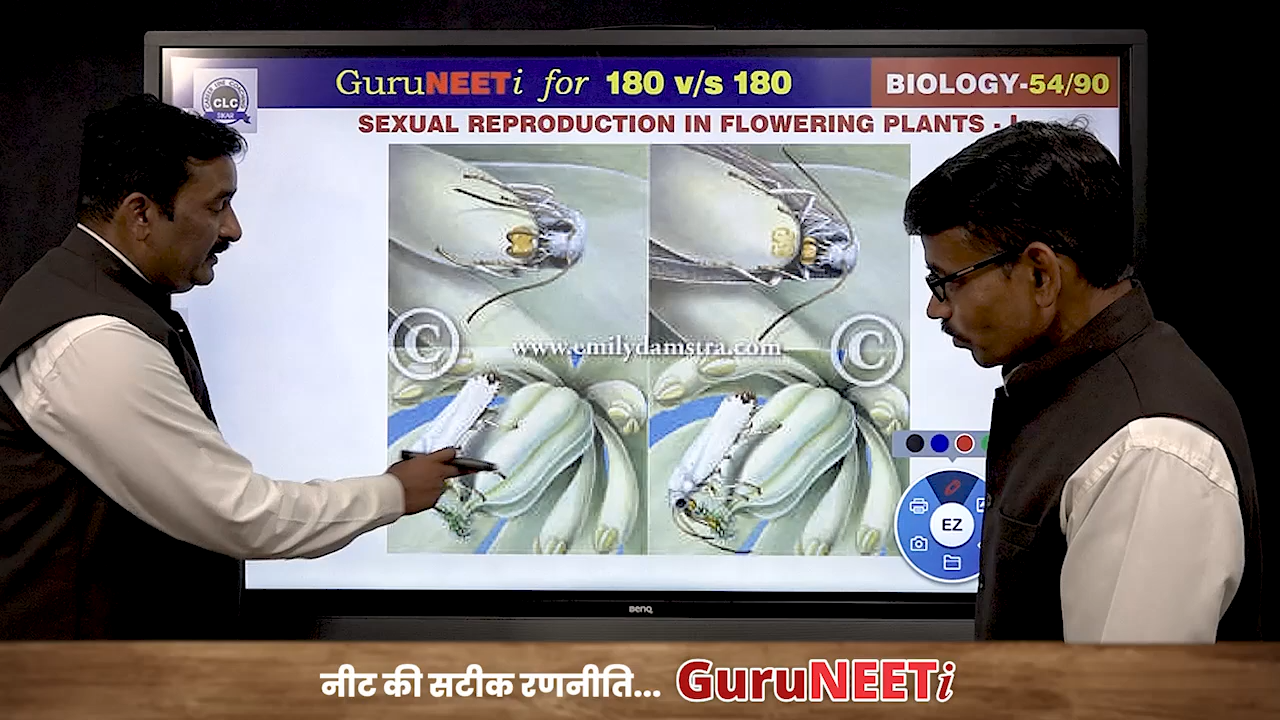 GuruNEETi for 180 v/s 180
BIOLOGY-54/90
CLC
SIKAR
SEXUAL REPRODUCTION IN FLOWERING PLANTS - I
©
www.emilydamstra.com
©
EZ
BenQ
नीट की सटीक रणनीति...
GuruNEETi